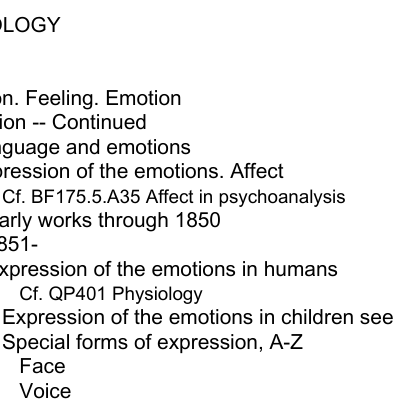 OLOGY
on. Feeling. Emotion
ion -- Continued
nguage and emotions
pression of the emotions. Affect
Cf. BF175.5.A35 Affect in psychoanalysis
arly works through 1850
851-
xpression of the emotions in humans
Cf. QP401 Physiology
Expression of the emotions in children see
Special forms of expression, A-Z
Face
Voice